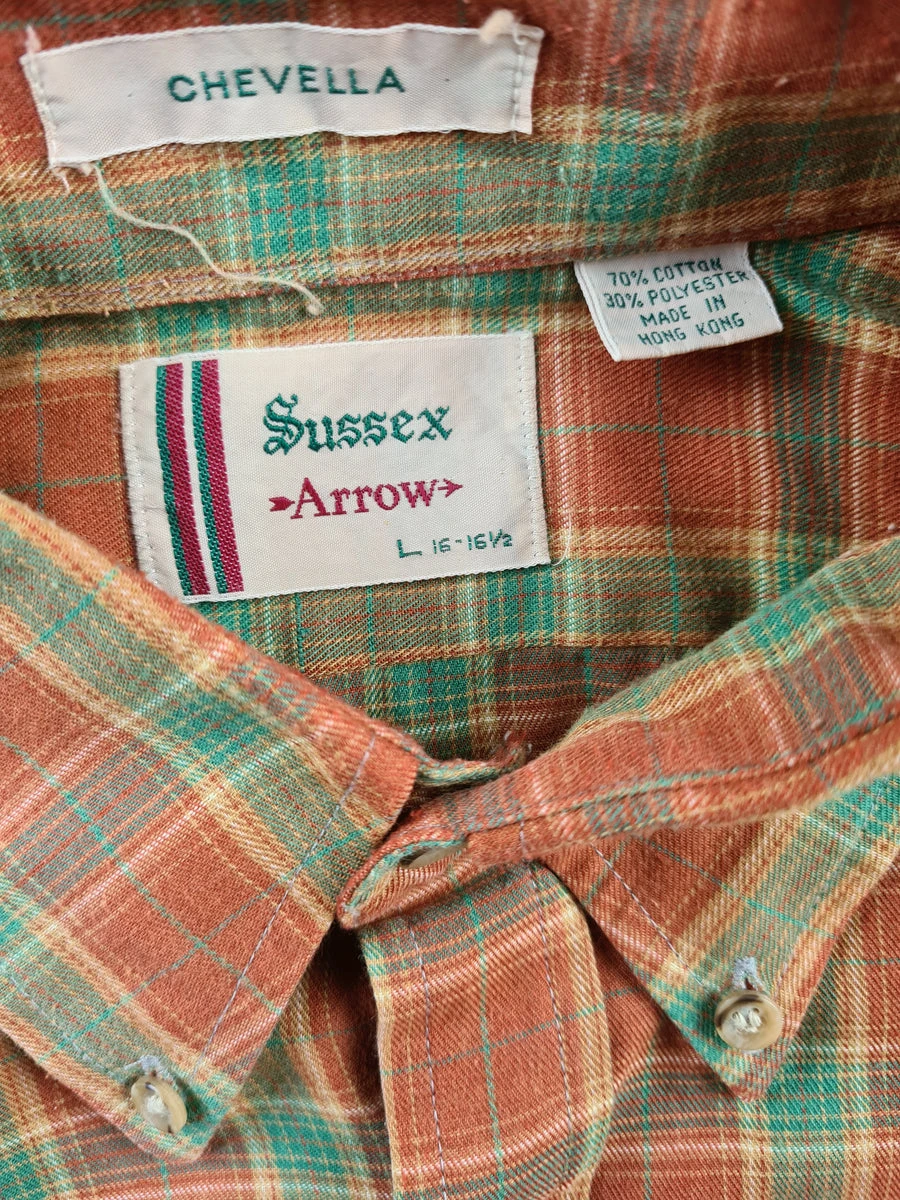 CHEVELLA
70% COTTON
30% POLYESTER
MADE IN
HONG KONG
Sussex
Arrow
L 16-16½